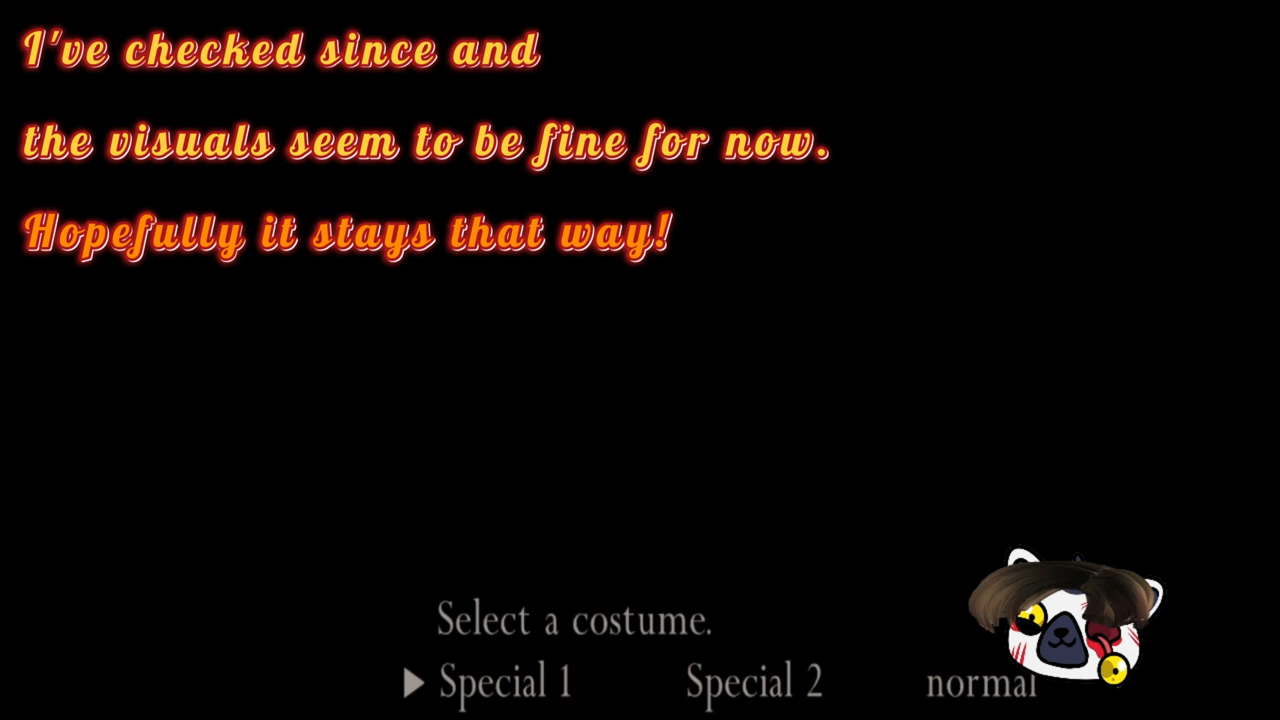 I've checked since and
the visuals seem to be fine for now.
Hopefully it stays that way!
Select a costume.
Special 1 Special 2 normal